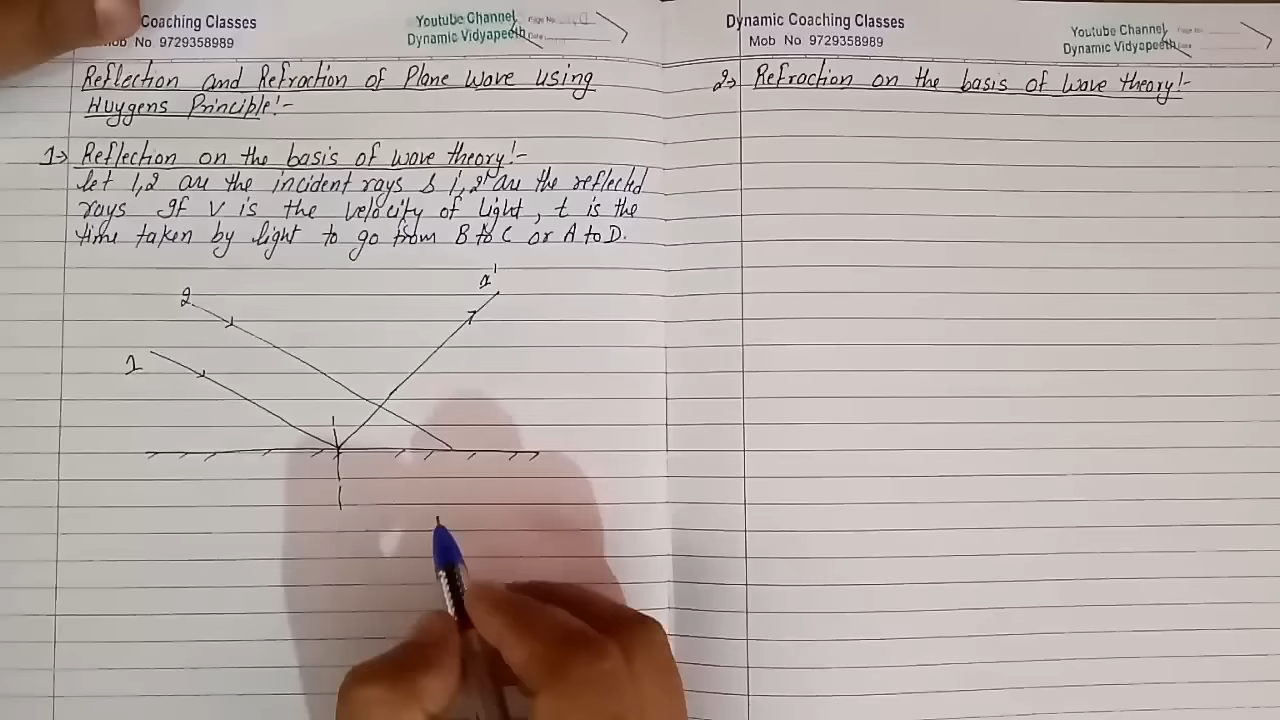 Coaching Classes
Mob No 9729358989
Youtube Channel
Dynamic Vidyapeeth
Page No.
Date
Reflection and Refraction of Plane wave using
Huygens Principle!-
1→ Reflection on the basis of wave theory!-
let 1,2 are the incident rays & 1', 2' are the reflected
rays If V is the velocity of light, t is the
time taken by light to go from B to C or A to D.
2
1
2'
Dynamic Coaching Classes
Mob No 9729358989
Youtube Channel
Dynamic Vidyapeeth
Date
2→ Refraction on the basis of wave theory!-